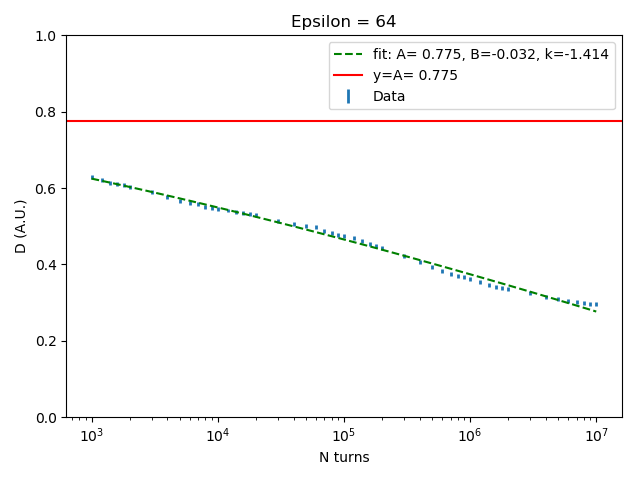 Epsilon = 64
fit: A= 0.775, B=-0.032, k=-1.414
y=A= 0.775
Data
D (A.U.)
1.0
0.8
0.6
0.4
0.2
0.0
10³
10⁴
10⁵
10⁶
10⁷
N turns